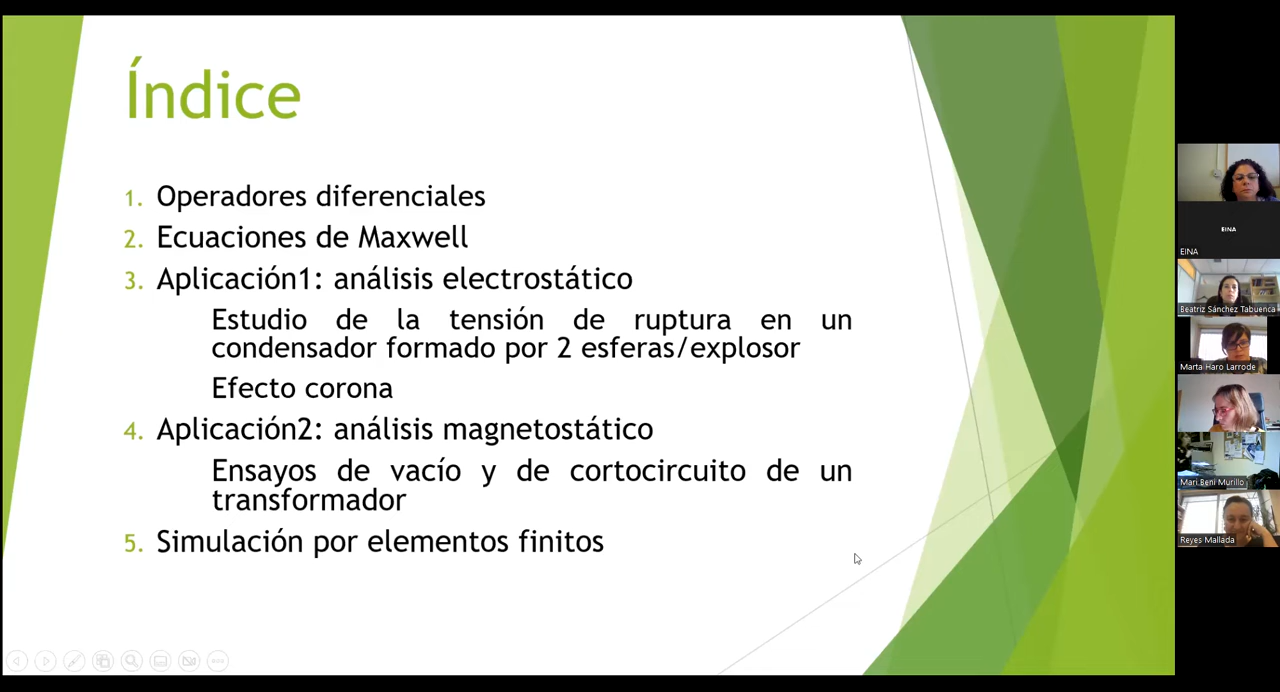 Índice
1. Operadores diferenciales
2. Ecuaciones de Maxwell
3. Aplicación1: análisis electrostático
Estudio de la tensión de ruptura en un
condensador formado por 2 esferas/explosor
Efecto corona
4. Aplicación2: análisis magnetostático
Ensayos de vacío y de cortocircuito de un
transformador
5. Simulación por elementos finitos
EINA
EINA
Beatriz Sánchez Tabuenca
Marta Haro Larrode
Mari.Beni Murillo
Reyes Mallada